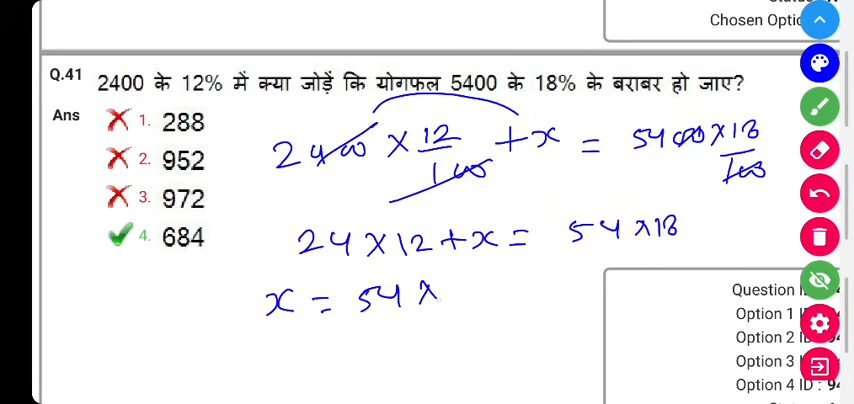 Chosen Optio
Q.41 2400 के 12% में क्या जोड़ें कि योगफल 5400 के 18% के बराबर हो जाए?
Ans
1. 288
2. 952
3. 972
4. 684
2400 × 12/100 + x = 5400 × 18/100
24 × 12 + x = 54 × 18
x = 54 ×
Question I
Option 1 I
Option 2 I
Option 3 I
Option 4 ID : 9